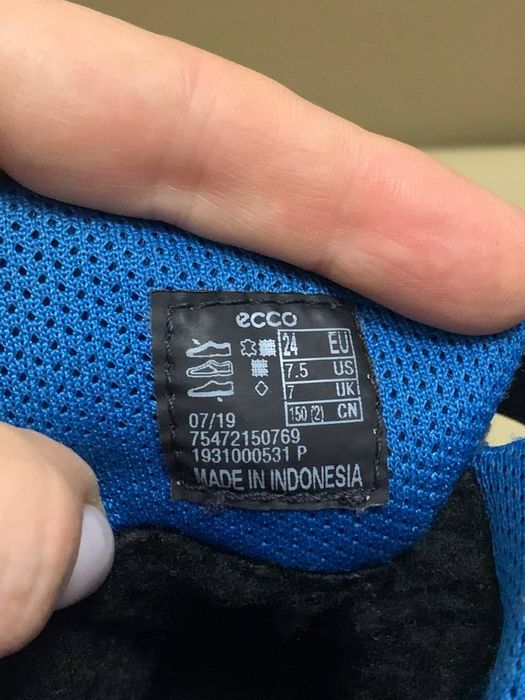 ecco
24 EU
7.5 US
7 UK
150 (2) CN
07/19
75472150769
1931000531 P
MADE IN INDONESIA